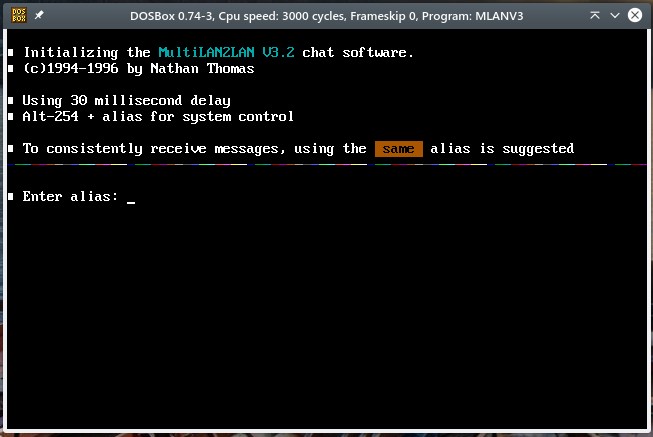 DOS BOX
DOSBox 0.74-3, Cpu speed: 3000 cycles, Frameskip 0, Program: MLANV3
Initializing the MultiLAN2LAN V3.2 chat software.
(c)1994-1996 by Nathan Thomas
Using 30 millisecond delay
Alt-254 + alias for system control
To consistently receive messages, using the same alias is suggested
Enter alias: _